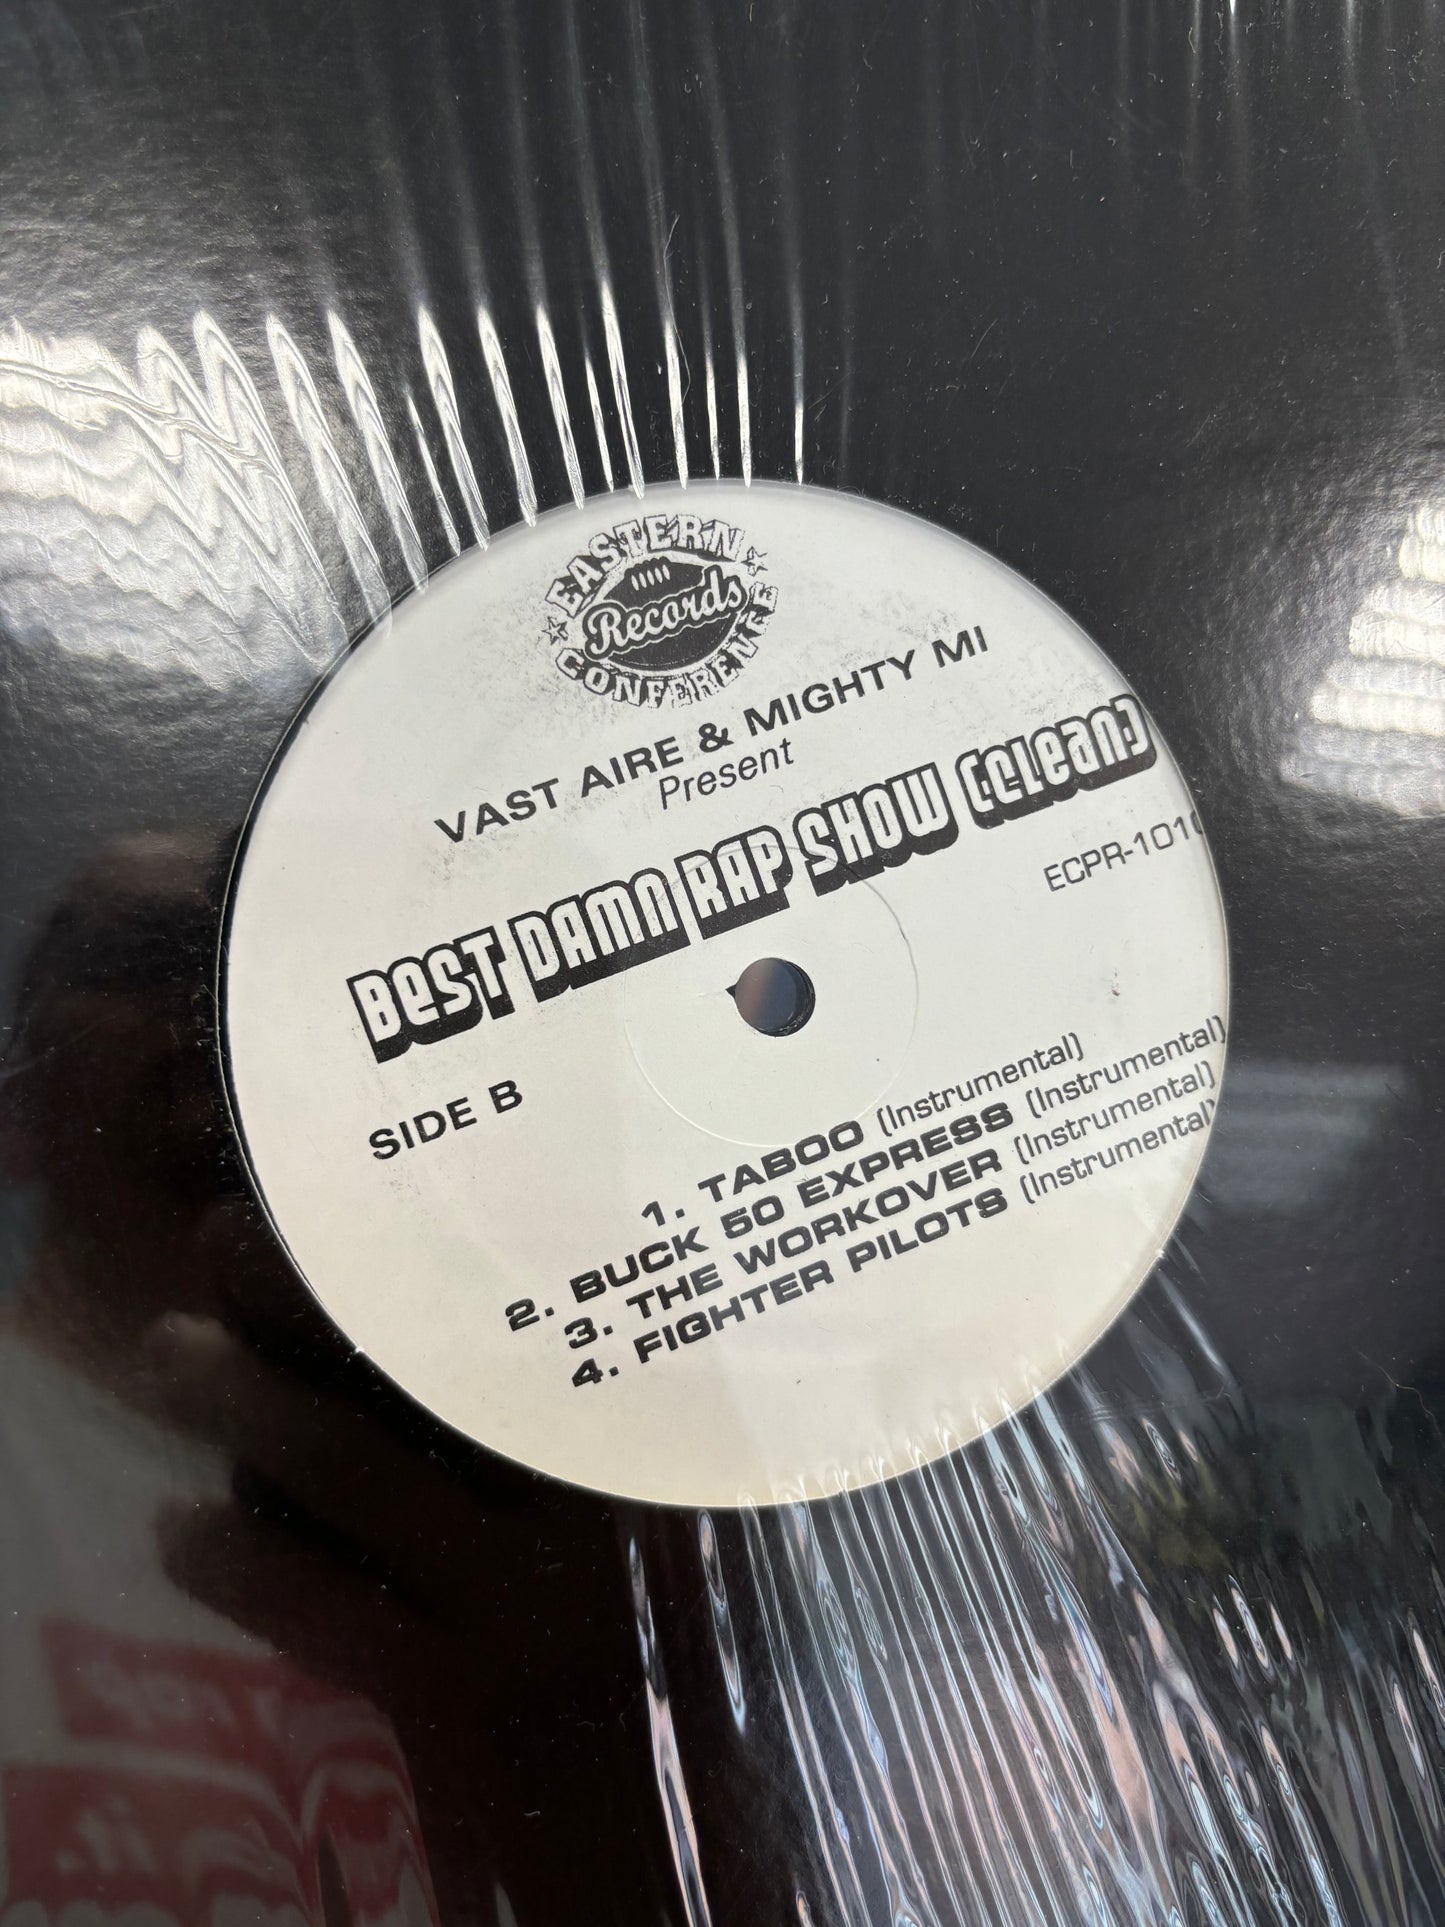 EASTERN
Records
CONFERENCE
VAST AIRE & MIGHTY MI
Present
BEST DAMN RAP SHOW (CLEAN)
ECPR-1010
SIDE B
1. TABOO (Instrumental)
2. BUCK 50 EXPRESS (Instrumental)
3. THE WORKOVER (Instrumental)
4. FIGHTER PILOTS (Instrumental)